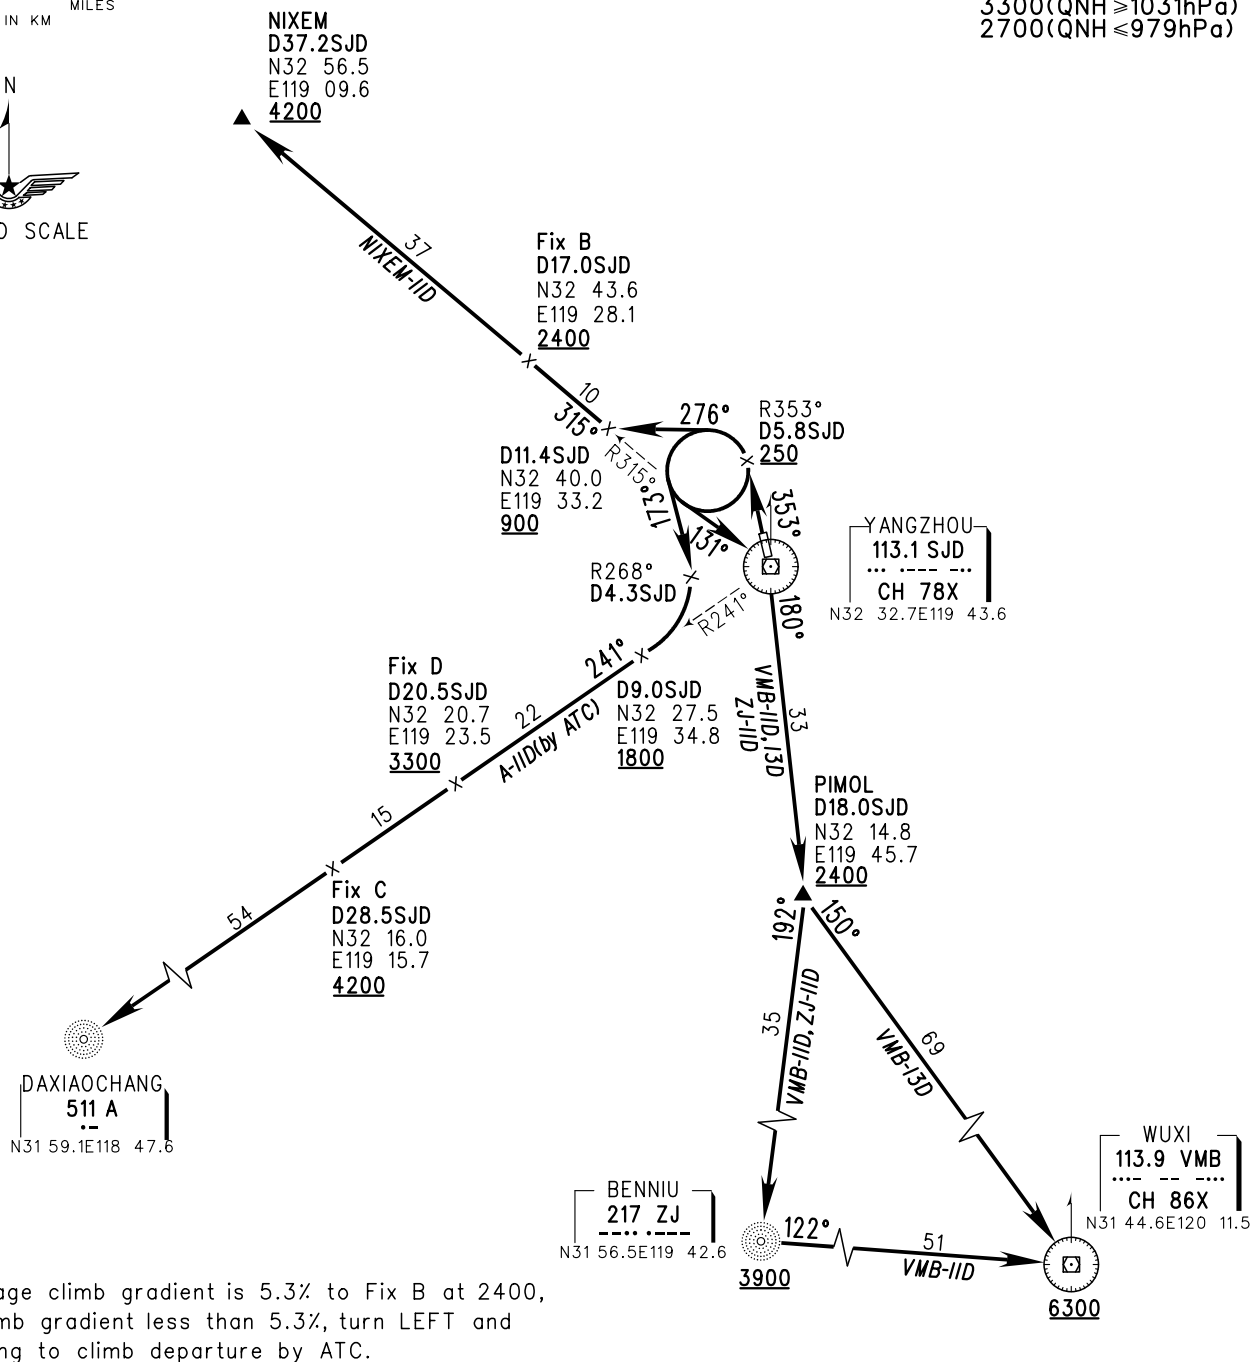 MILES
IN KM
3300(QNH≥1031hPa)
2700(QNH≤979hPa)
N
SCALE
NIXEM
D37.2SJD
N32 56.5
E119 09.6
4200
37
NIXEM-11D
Fix B
D17.0SJD
N32 43.6
E119 28.1
2400
10
315°
276°
R353°
D5.8SJD
250
D11.4SJD
N32 40.0
E119 33.2
900
R315°
173°
131°
353°
YANGZHOU
113.1 SJD
··· ·--- -··
CH 78X
N32 32.7E119 43.6
R268°
D4.3SJD
R241°
180°
241°
Fix D
D20.5SJD
N32 20.7
E119 23.5
3300
22
A-11D(by ATC)
D9.0SJD
N32 27.5
E119 34.8
1800
VMB-11D,13D
ZJ-11D
33
15
PIMOL
D18.0SJD
N32 14.8
E119 45.7
2400
Fix C
D28.5SJD
N32 16.0
E119 15.7
4200
54
192°
150°
35
VMB-11D,ZJ-11D
69
VMB-13D
DAXIAOCHANG
511 A
·-
N31 59.1E118 47.6
BENNIU
217 ZJ
--·· ·---
N31 56.5E119 42.6
3900
122°
51
VMB-11D
WUXI
113.9 VMB
···- -- -···
CH 86X
N31 44.6E120 11.5
6300
climb gradient is 5.3% to Fix B at 2400,
gradient less than 5.3%, turn LEFT and
to climb departure by ATC.